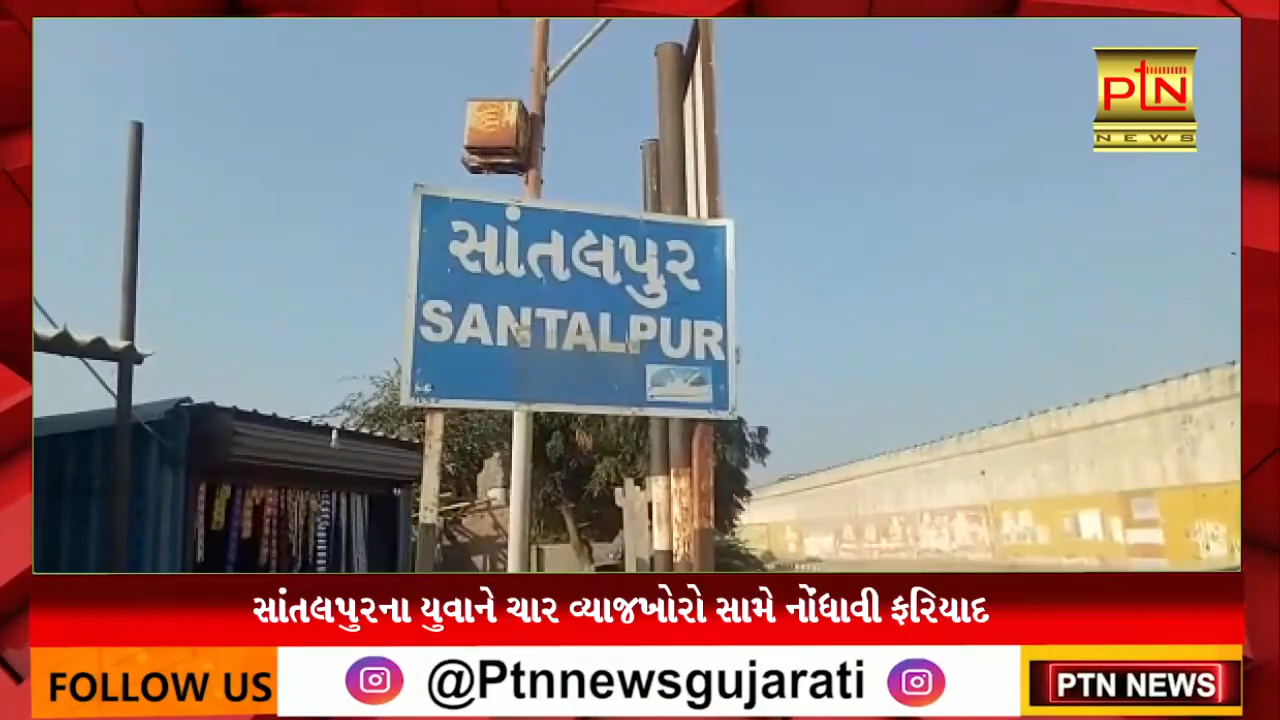 PTN
NEWS
સાંતલપુર
SANTALPUR
સાંતલપુરના યુવાને ચાર વ્યાજખોરો સામે નોંધાવી ફરિયાદ
FOLLOW US
@Ptnnewsgujarati
PTN NEWS